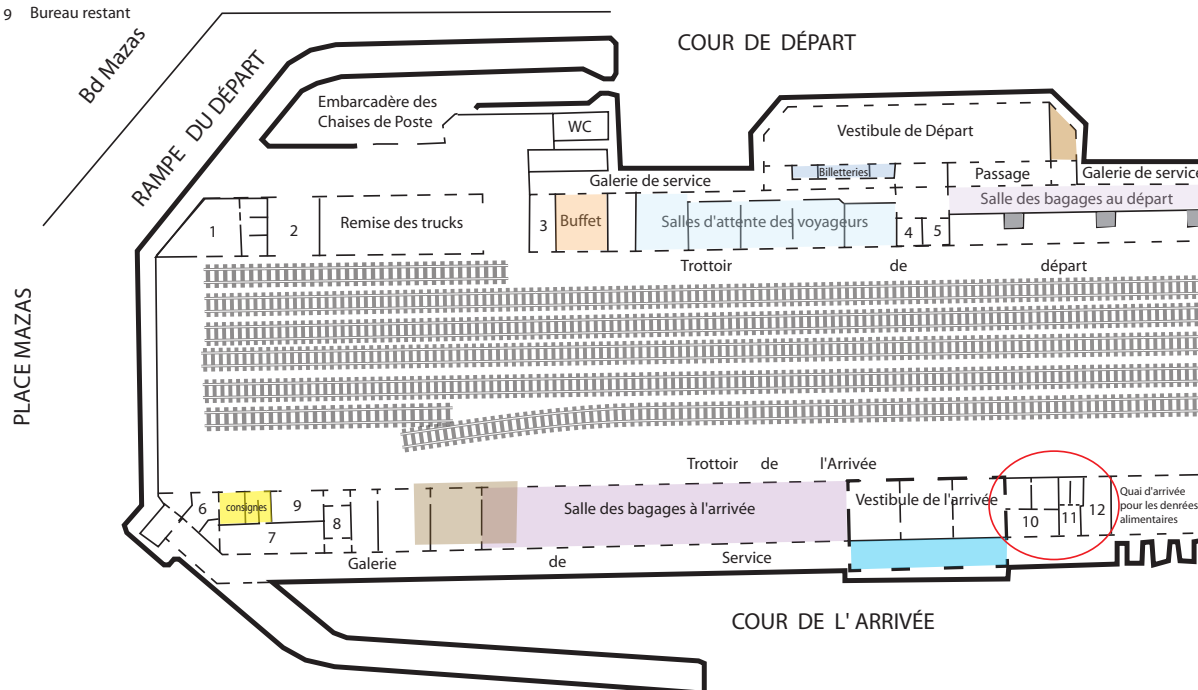 9 Bureau restant
Bd Mazas
RAMPE DU DÉPART
COUR DE DÉPART
Embarcadère des
Chaises de Poste
WC
Vestibule de Départ
Galerie de service
Billetteries
Passage
Galerie de service
1
2
Remise des trucks
3
Buffet
Salles d'attente des voyageurs
4
5
Salle des bagages au départ
Trottoir de départ
PLACE MAZAS
Trottoir de l'Arrivée
6
consignes
9
7
8
Salle des bagages à l'arrivée
Vestibule de l'arrivée
10
11
12
Quai d'arrivée
pour les denrées
alimentaires
Galerie de Service
COUR DE L' ARRIVÉE